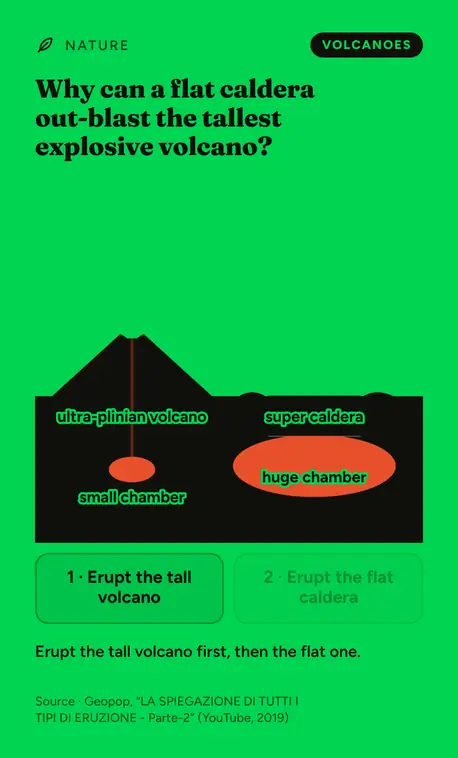 NATURE
VOLCANOES
Why can a flat caldera
out-blast the tallest
explosive volcano?
ultra-plinian volcano
super caldera
huge chamber
small chamber
1 · Erupt the tall
volcano
2 · Erupt the flat
caldera
Erupt the tall volcano first, then the flat one.
Source · Geopop, "LA SPIEGAZIONE DI TUTTI I
TIPI DI ERUZIONE - Parte-2" (YouTube, 2019)